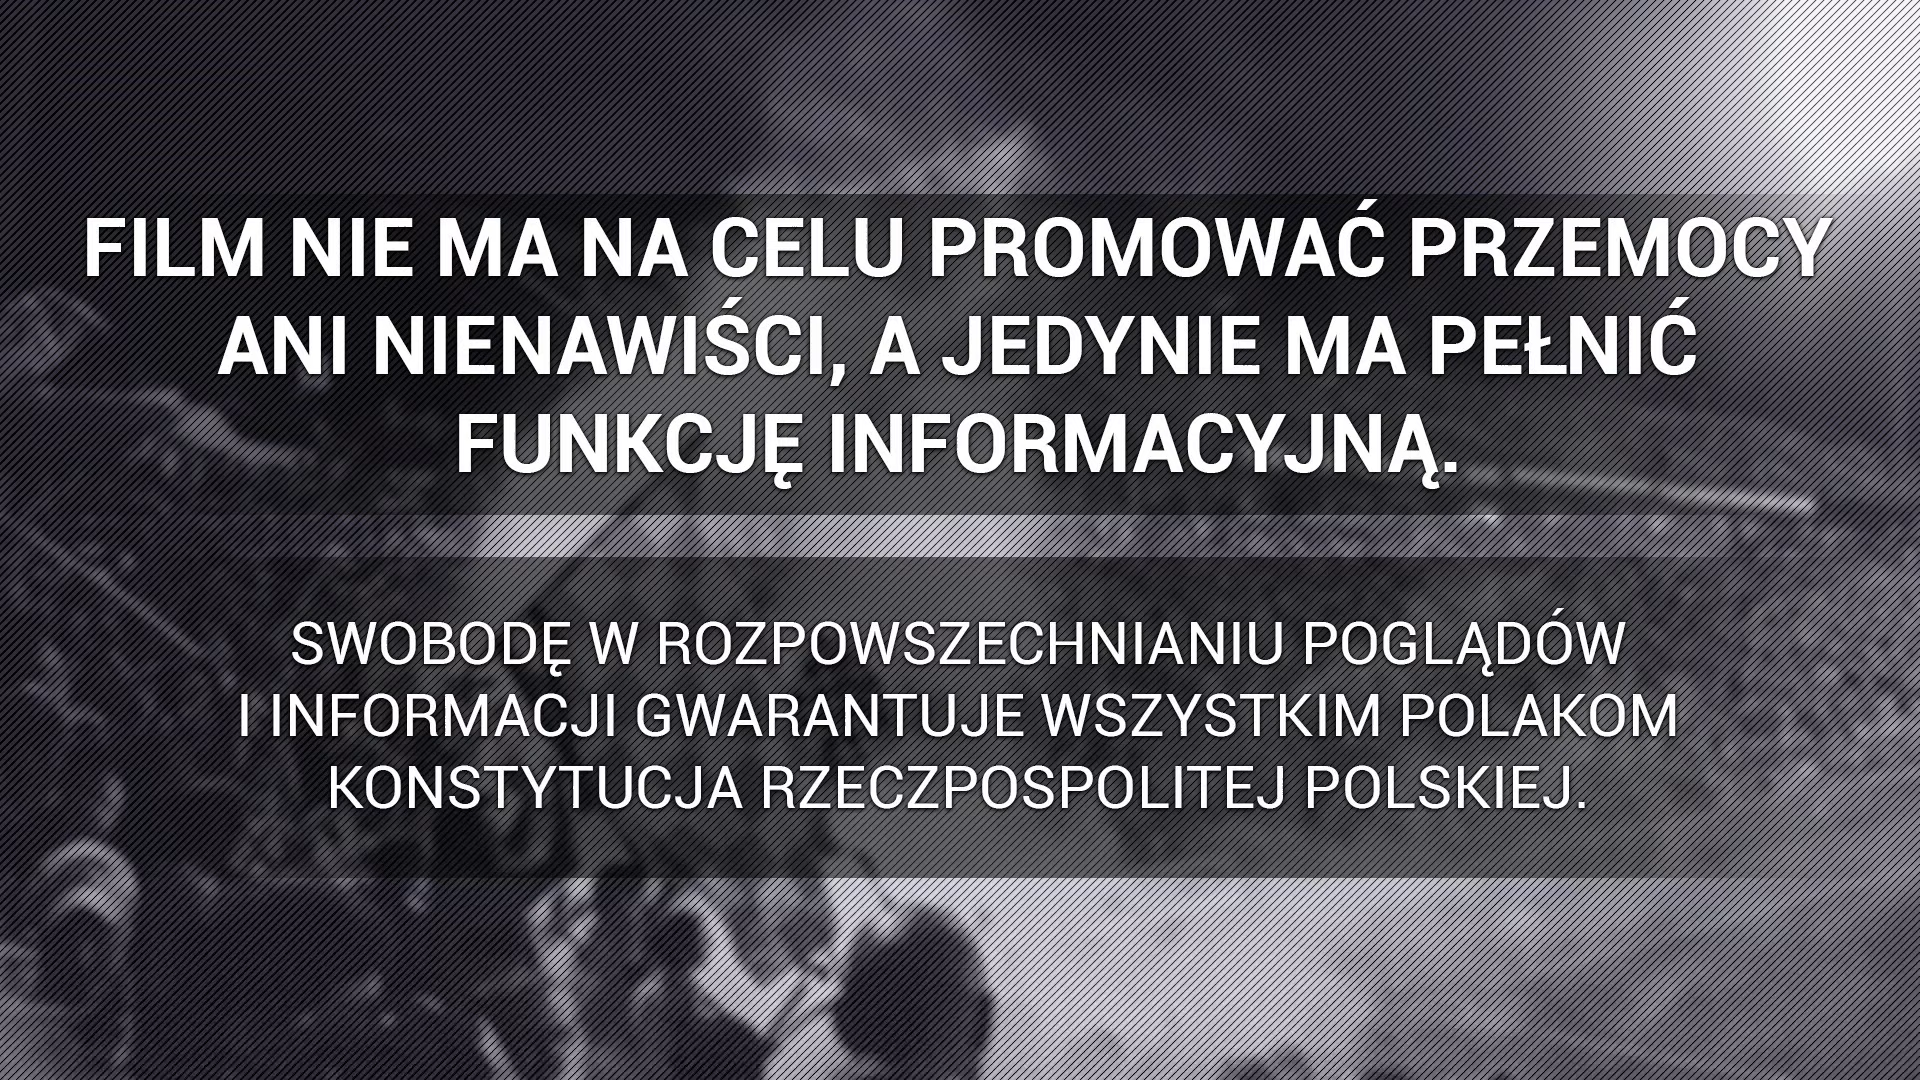 FILM NIE MA NA CELU PROMOWAĆ PRZEMOCY
ANI NIENAWIŚCI, A JEDYNIE MA PEŁNIĆ
FUNKCJĘ INFORMACYJNĄ.
SWOBODĘ W ROZPOWSZECHNIANIU POGLĄDÓW
I INFORMACJI GWARANTUJE WSZYSTKIM POLAKOM
KONSTYTUCJA RZECZPOSPOLITEJ POLSKIEJ.